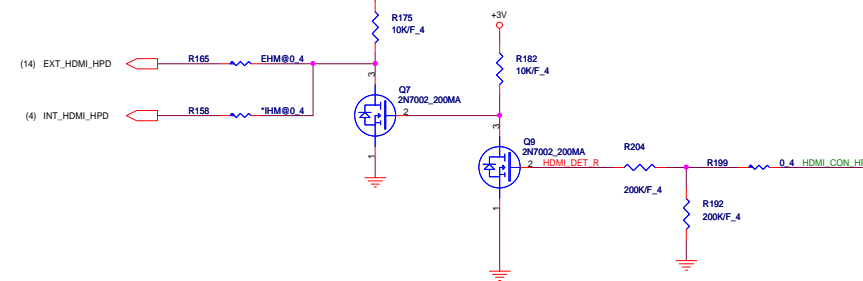 R175
10K/F_4
+3V
R182
10K/F_4
(14) EXT_HDMI_HPD
R165
EHM@0_4
3
Q7
2N7002_200MA
2
(4) INT_HDMI_HPD
R158
*IHM@0_4
1
3
Q9
2N7002_200MA
2
HDMI_DET_R
1
R204
200K/F_4
R199
0_4
R192
200K/F_4